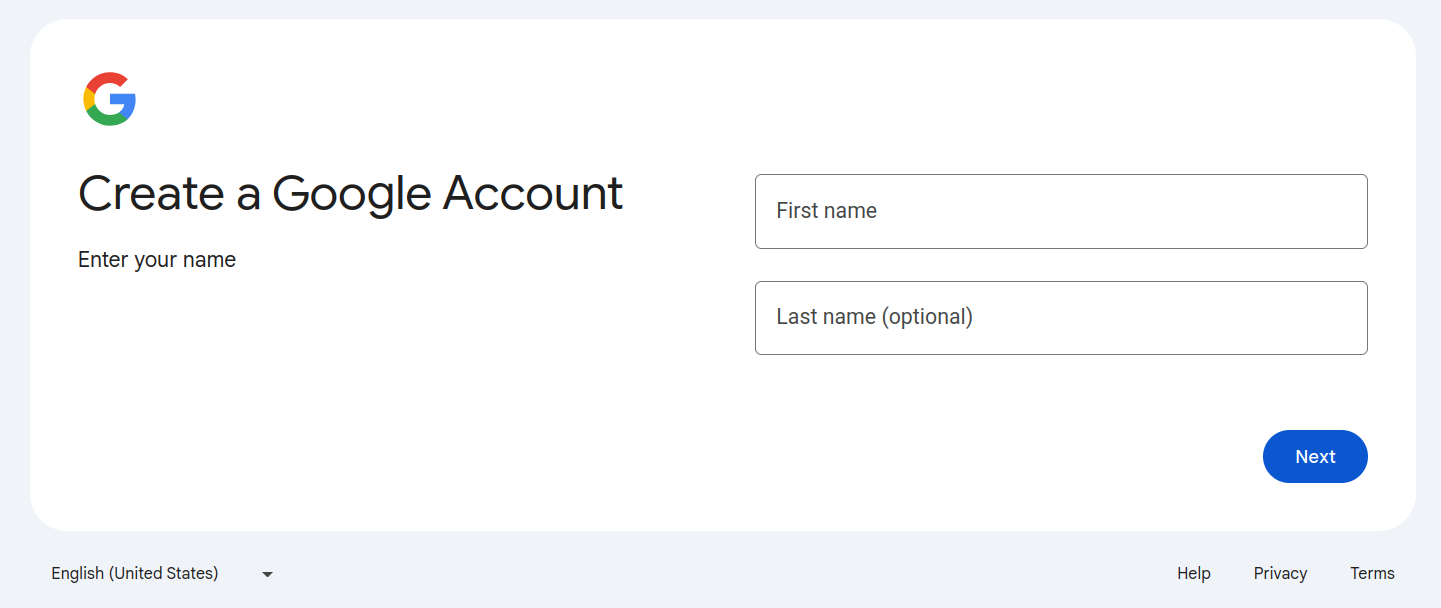 Create a Google Account
Enter your name
First name
Last name (optional)
Next
English (United States)
Help
Privacy
Terms